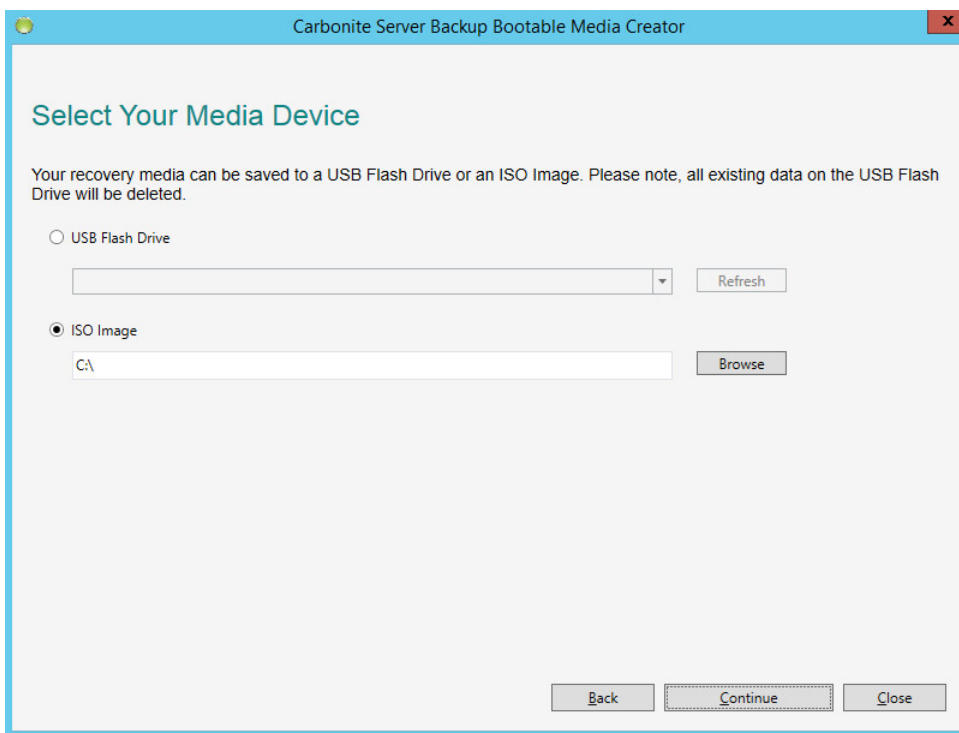 Carbonite Server Backup Bootable Media Creator
x
Select Your Media Device
Your recovery media can be saved to a USB Flash Drive or an ISO Image. Please note, all existing data on the USB Flash
Drive will be deleted.
USB Flash Drive
Refresh
ISO Image
C:\
Browse
Back Continue Close